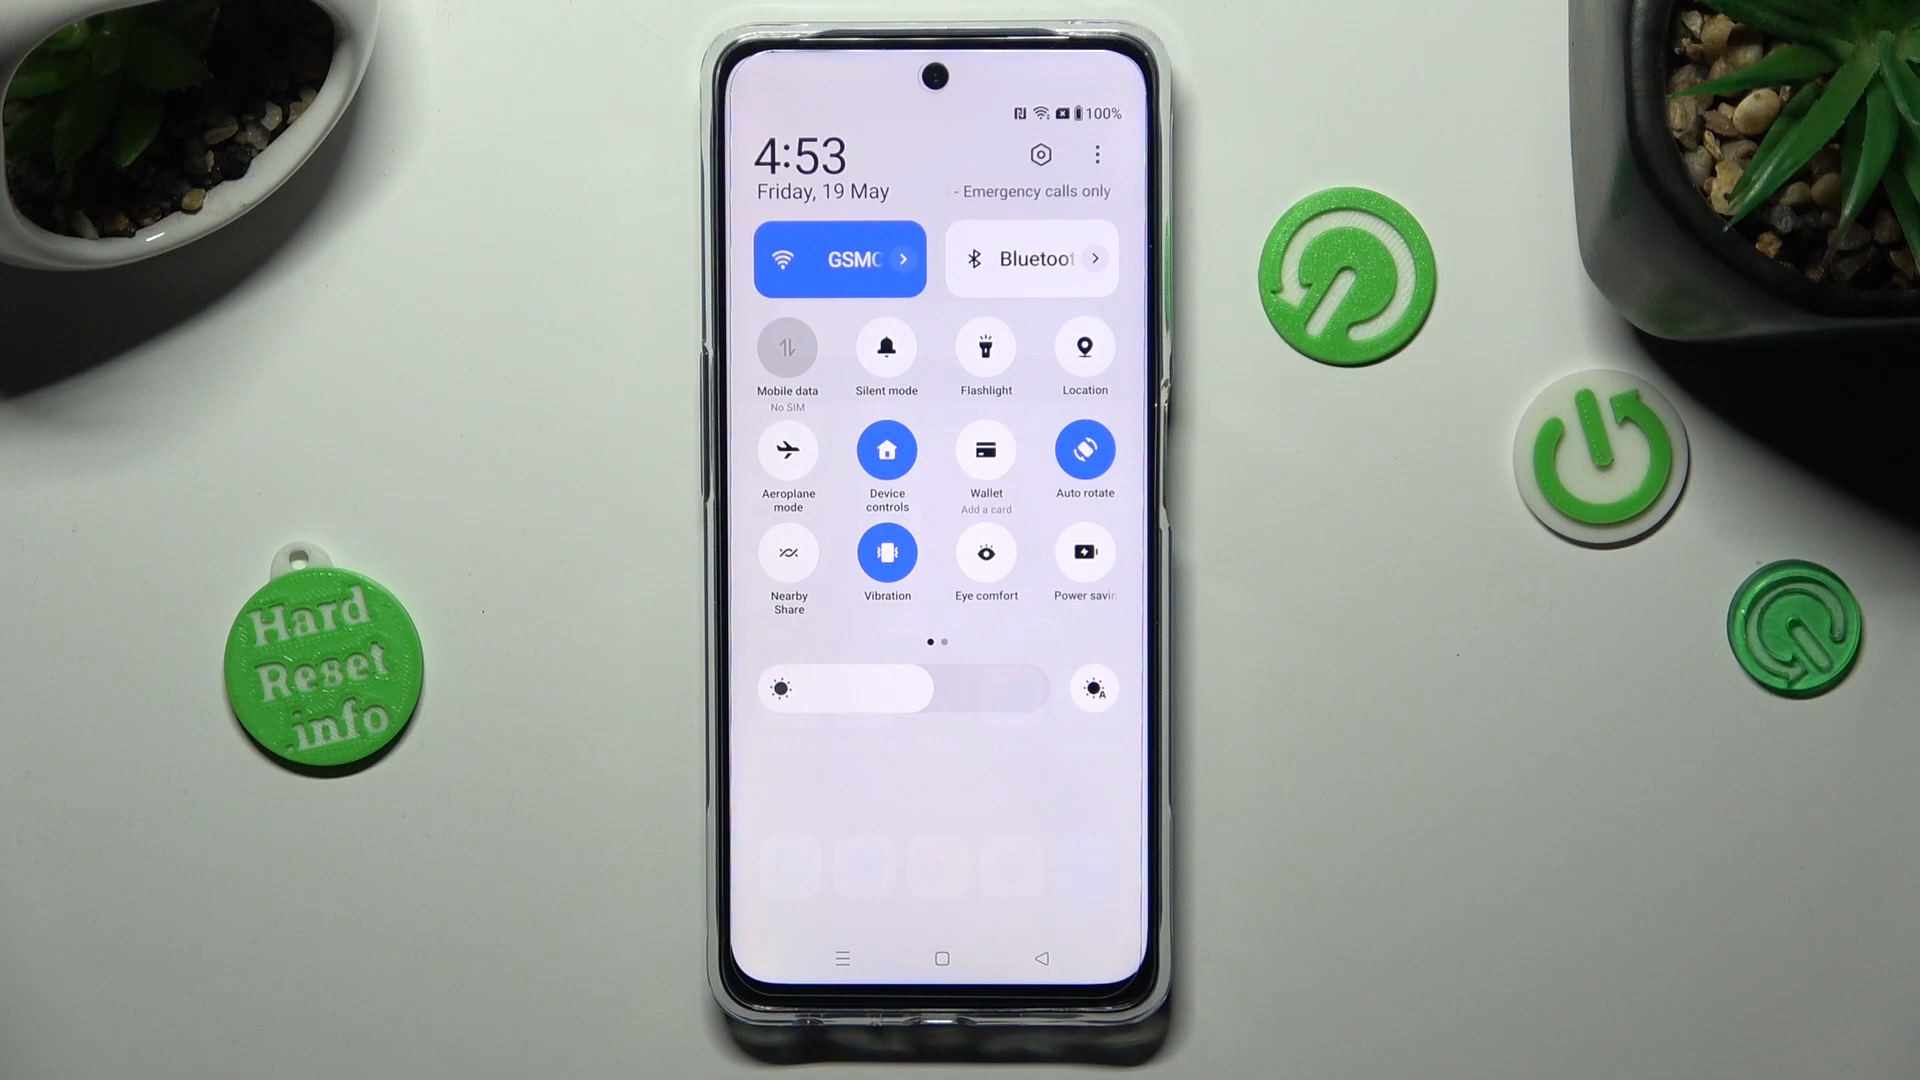 100%
4:53
Friday, 19 May
- Emergency calls only
GSMC
Bluetoot
Mobile data
No SIM
Silent mode
Flashlight
Location
Aeroplane
mode
Device
controls
Wallet
Add a card
Auto rotate
Nearby
Share
Vibration
Eye comfort
Power savin
A
Hard
Reset
.info